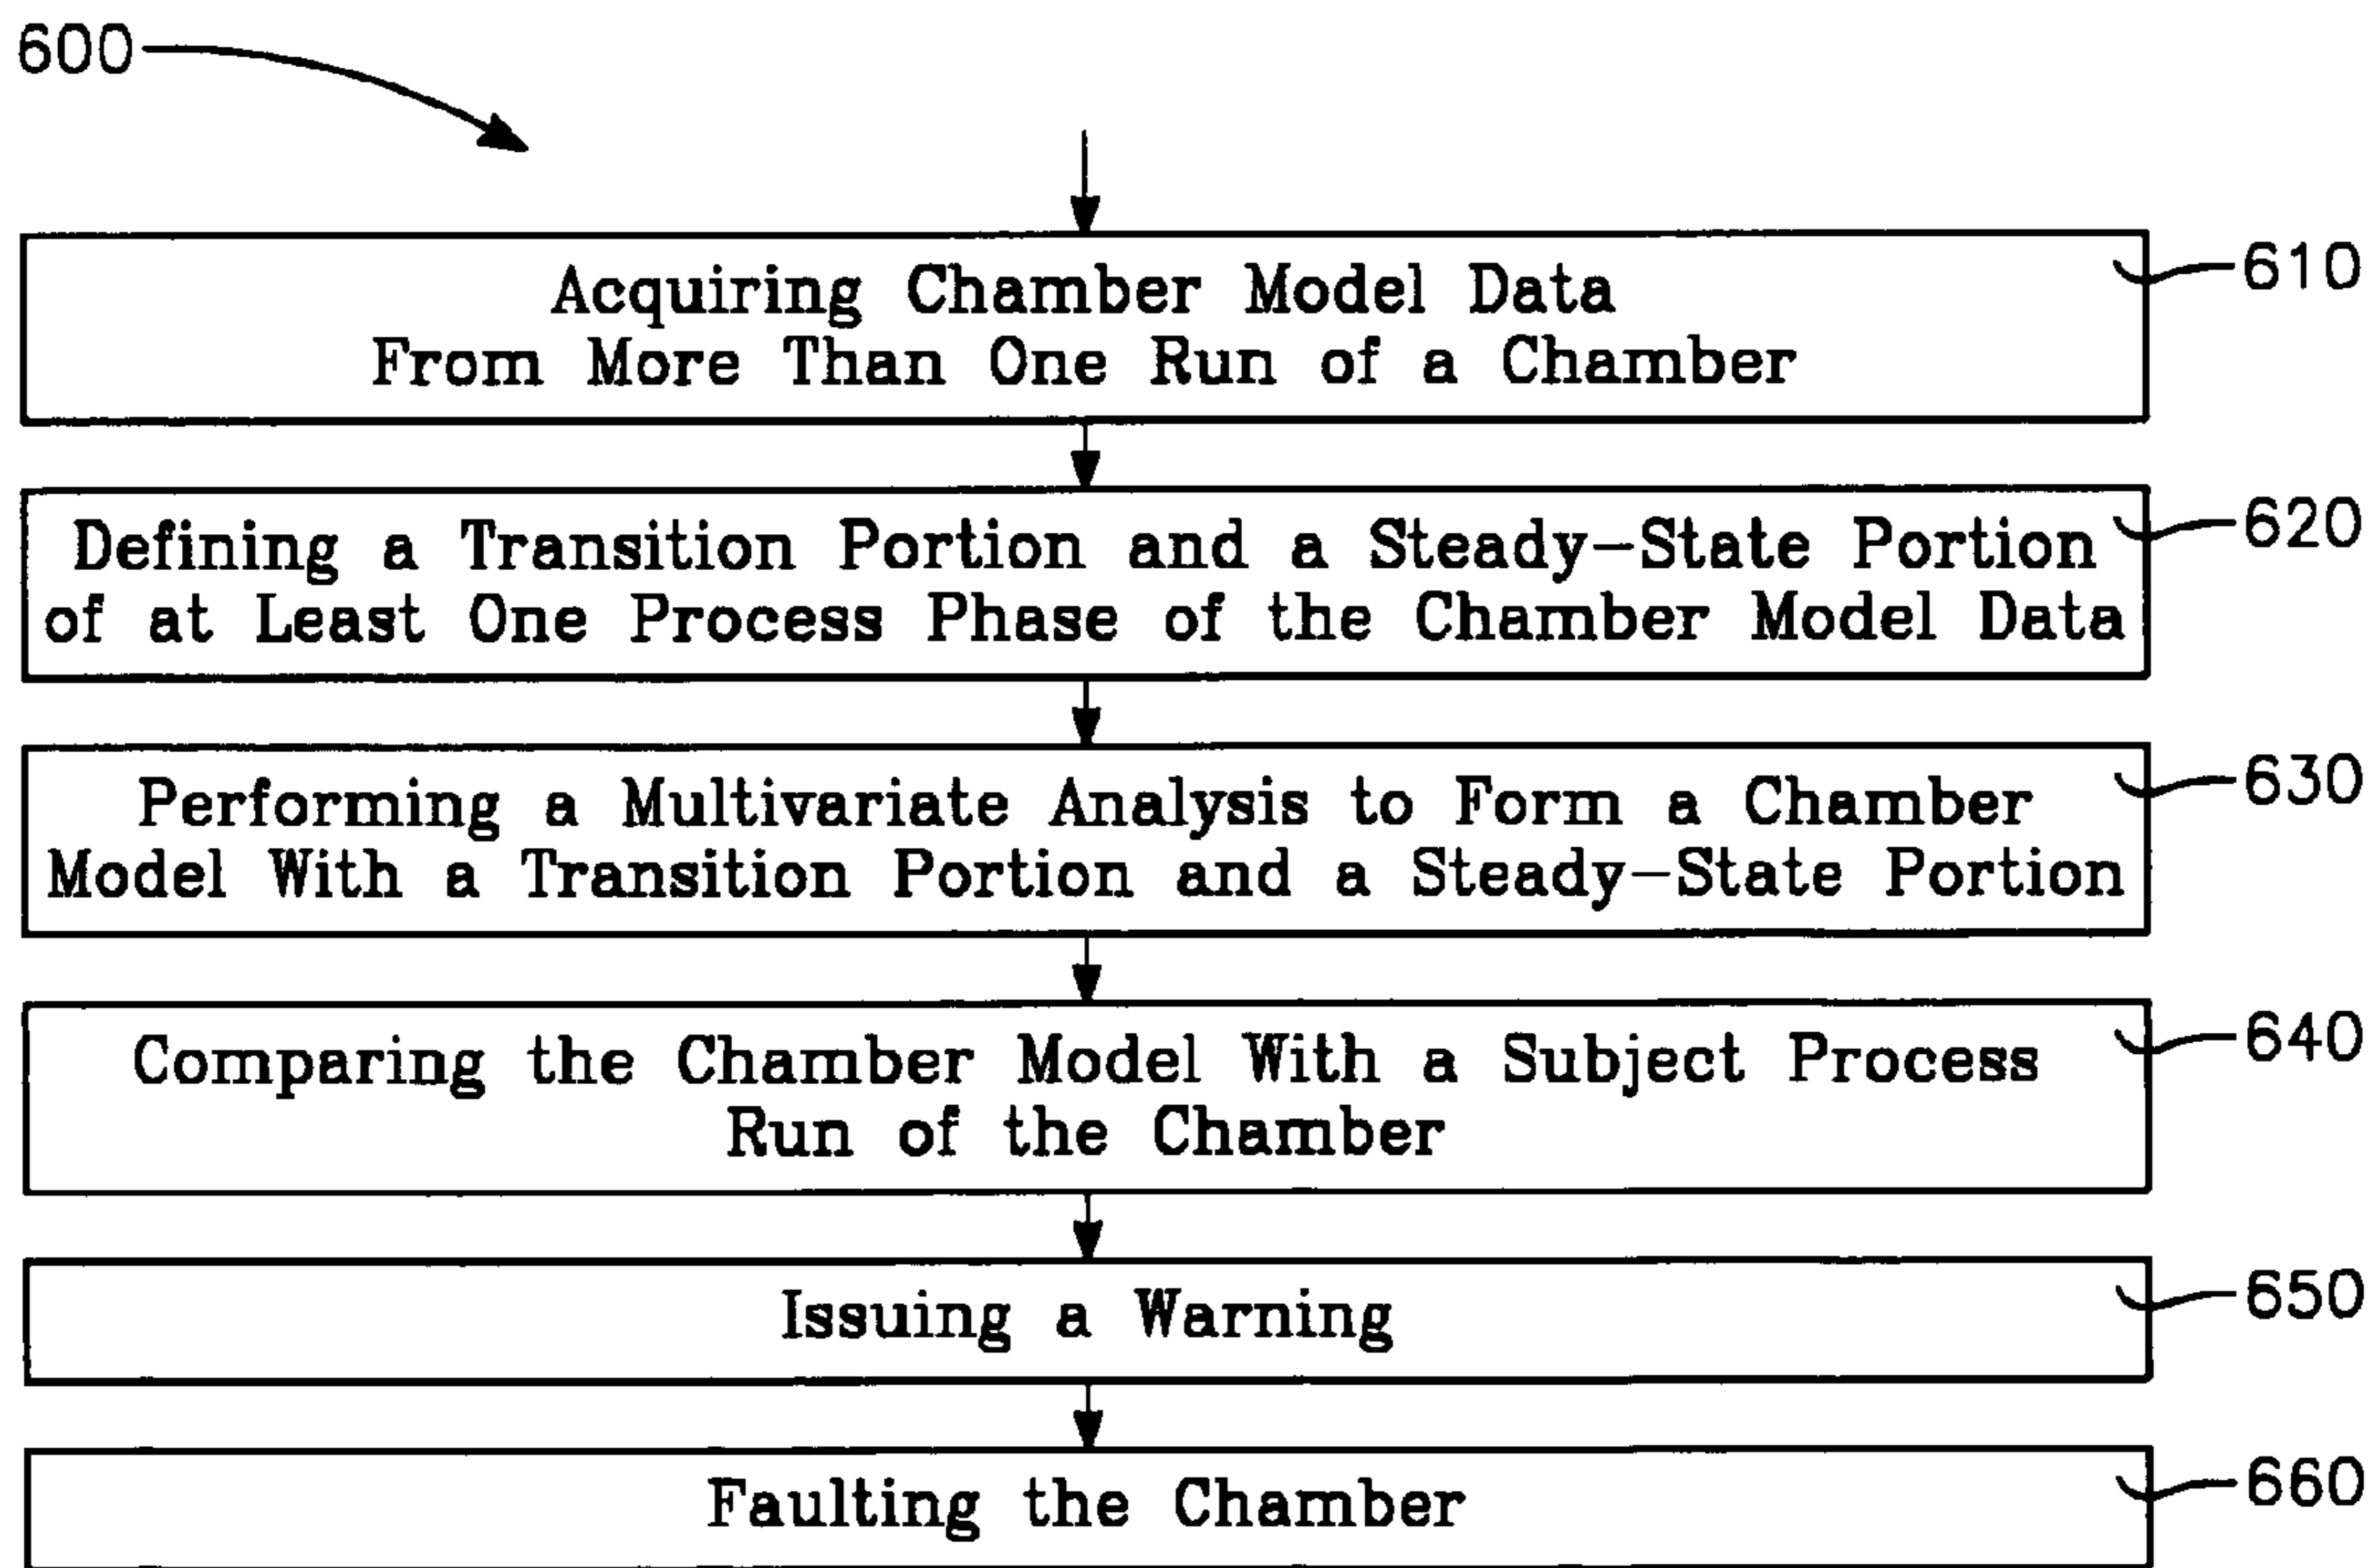 600
Acquiring Chamber Model Data
From More Than One Run of a Chamber
610
Defining a Transition Portion and a Steady-State Portion
of at Least One Process Phase of the Chamber Model Data
620
Performing a Multivariate Analysis to Form a Chamber
Model With a Transition Portion and a Steady-State Portion
630
Comparing the Chamber Model With a Subject Process
Run of the Chamber
640
Issuing a Warning
650
Faulting the Chamber
660